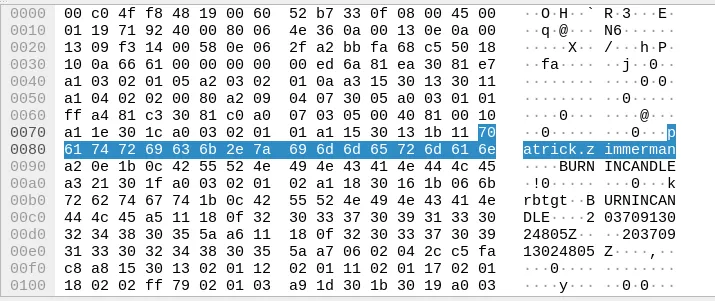 0000 00 c0 4f f8 48 19 00 60 52 b7 33 0f 08 00 45 00 ··O·H··` R·3···E·
0010 01 19 71 92 40 00 80 06 4e 36 0a 00 13 0e 0a 00 ··q·@··· N6······
0020 13 09 f3 14 00 58 0e 06 2f a2 bb fa 68 c5 50 18 ·····X·· /···h·P·
0030 10 0a 66 61 00 00 00 00 00 ed 6a 81 ea 30 81 e7 ··fa···· ··j··0··
0040 a1 03 02 01 05 a2 03 02 01 0a a3 15 30 13 30 11 ········ ····0·0·
0050 a1 04 02 02 00 80 a2 09 04 07 30 05 a0 03 01 01 ········ ··0·····
0060 ff a4 81 c3 30 81 c0 a0 07 03 05 00 40 81 00 10 ····0··· ····@···
0070 a1 1e 30 1c a0 03 02 01 01 a1 15 30 13 1b 11 70 ··0····· ···0···p
0080 61 74 72 69 63 6b 2e 7a 69 6d 6d 65 72 6d 61 6e atrick.z immerman
0090 a2 0e 1b 0c 42 55 52 4e 49 4e 43 41 4e 44 4c 45 ····BURN INCANDLE
00a0 a3 21 30 1f a0 03 02 01 02 a1 18 30 16 1b 06 6b ·!0····· ···0···k
00b0 72 62 74 67 74 1b 0c 42 55 52 4e 49 4e 43 41 4e rbtgt··B URNINCAN
00c0 44 4c 45 a5 11 18 0f 32 30 33 37 30 39 31 33 30 DLE····2 03709130
00d0 32 34 38 30 35 5a a6 11 18 0f 32 30 33 37 30 39 24805Z·· ··203709
00e0 31 33 30 32 34 38 30 35 5a a7 06 02 04 2c c5 fa 13024805 Z····,··
00f0 c8 a8 15 30 13 02 01 12 02 01 11 02 01 17 02 01 ···0···· ········
0100 18 02 02 ff 79 02 01 03 a9 1d 30 1b 30 19 a0 03 ····y··· ··0·0···